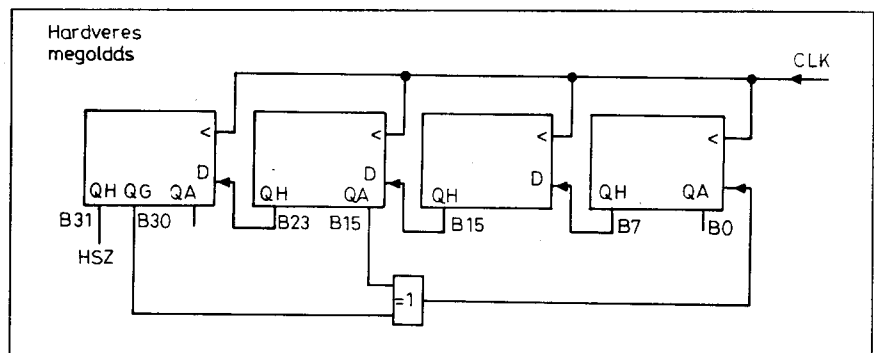 Hardveres
megoldás
CLK
<
<
<
<
D
D
D
QH QG QA
QH QA
QH
QH QA
B31 B30 B23 B15 B15 B7 B0
HSZ
=1